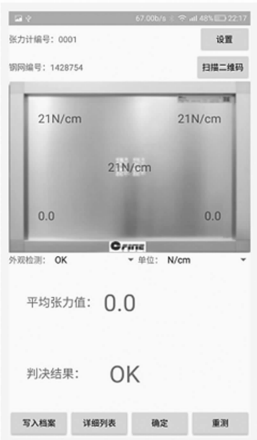 67.00b/s 48% 22:17
张力计编号：0001 设置
钢网编号：1428754 扫描二维码
21N/cm 21N/cm
21N/cm
0.0 0.0
FINE
外观检测： OK 单位： N/cm
平均张力值： 0.0
判决结果： OK
写入档案 详细列表 确定 重测